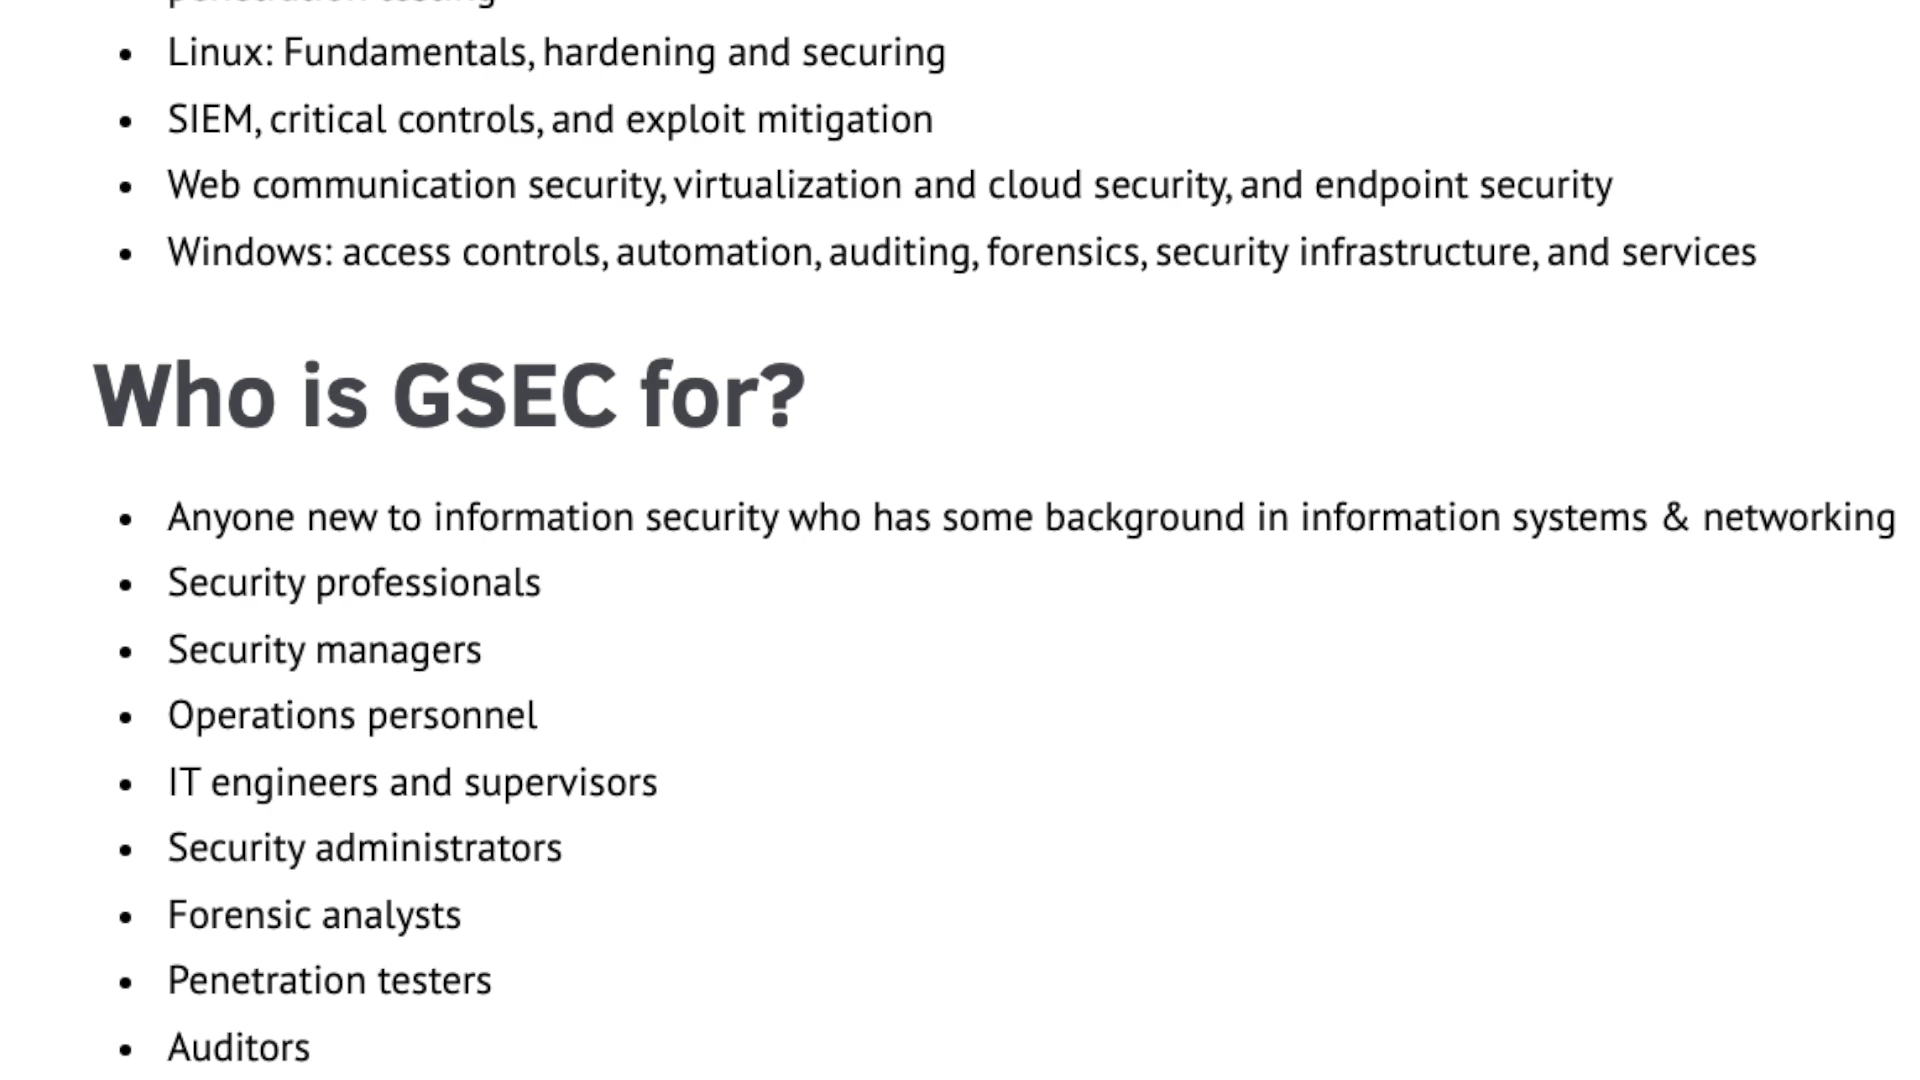 Linux: Fundamentals, hardening and securing
SIEM, critical controls, and exploit mitigation
Web communication security, virtualization and cloud security, and endpoint security
Windows: access controls, automation, auditing, forensics, security infrastructure, and services
Who is GSEC for?
Anyone new to information security who has some background in information systems & networking
Security professionals
Security managers
Operations personnel
IT engineers and supervisors
Security administrators
Forensic analysts
Penetration testers
Auditors